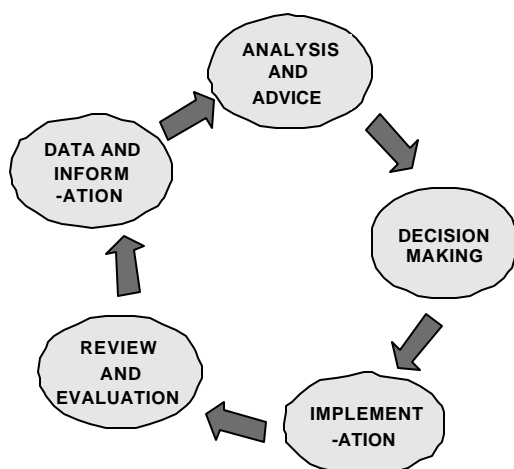 ANALYSIS
AND
ADVICE
DATA AND
INFORM
-ATION
DECISION
MAKING
REVIEW
AND
EVALUATION
IMPLEMENT
-ATION